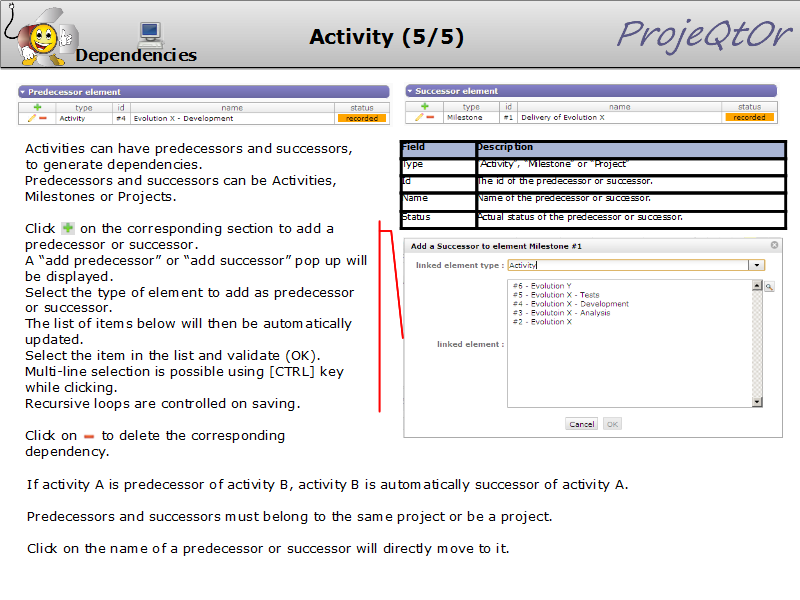 Activity (5/5)
ProjeQtOr
Dependencies
Predecessor element
type id name status
Activity #4 Evolution X - Development recorded
Successor element
type id name status
Milestone #1 Delivery of Evolution X recorded
Activities can have predecessors and successors,
to generate dependencies.
Predecessors and successors can be Activities,
Milestones or Projects.
Click on the corresponding section to add a
predecessor or successor.
A “add predecessor” or “add successor” pop up will
be displayed.
Select the type of element to add as predecessor
or successor.
The list of items below will then be automatically
updated.
Select the item in the list and validate (OK).
Multi-line selection is possible using [CTRL] key
while clicking.
Recursive loops are controlled on saving.
Click on to delete the corresponding
dependency.
Field Description
Type “Activity”, “Milestone” or “Project”
Id The id of the predecessor or successor.
Name Name of the predecessor or successor.
Status Actual status of the predecessor or successor.
Add a Successor to element Milestone #1
linked element type : Activity
#6 - Evolution Y
#5 - Evolution X - Tests
#4 - Evolution X - Development
#3 - Evolutoin X - Analysis
#2 - Evolution X
linked element :
Cancel OK
If activity A is predecessor of activity B, activity B is automatically successor of activity A.
Predecessors and successors must belong to the same project or be a project.
Click on the name of a predecessor or successor will directly move to it.